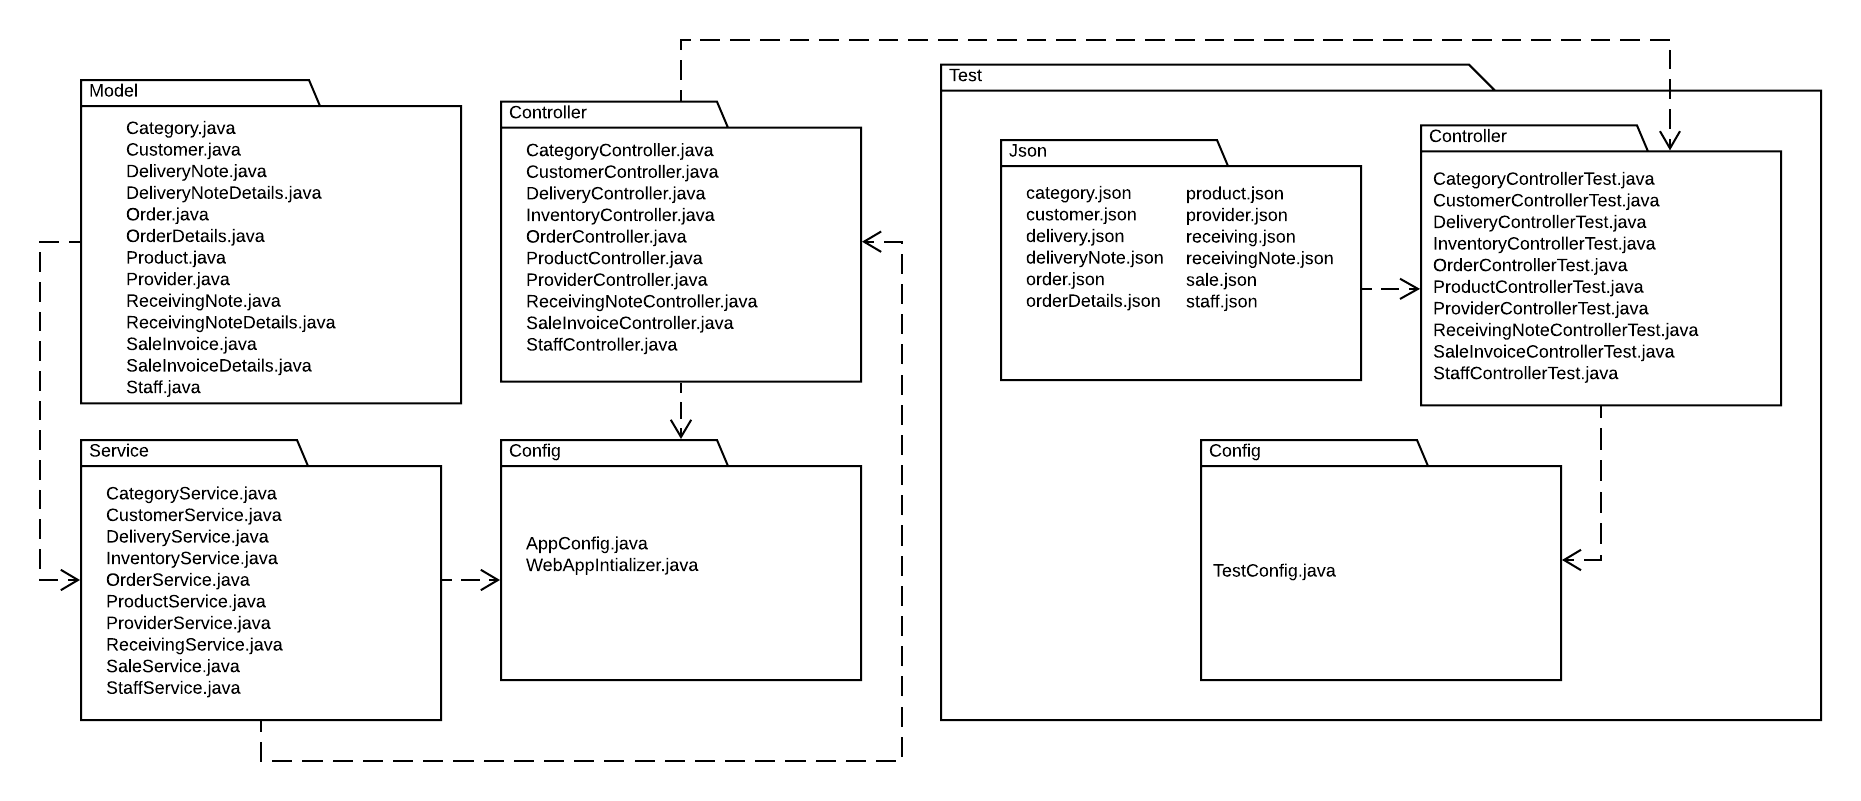 Model
Category.java
Customer.java
DeliveryNote.java
DeliveryNoteDetails.java
Order.java
OrderDetails.java
Product.java
Provider.java
ReceivingNote.java
ReceivingNoteDetails.java
SaleInvoice.java
SaleInvoiceDetails.java
Staff.java
Controller
CategoryController.java
CustomerController.java
DeliveryController.java
InventoryController.java
OrderController.java
ProductController.java
ProviderController.java
ReceivingNoteController.java
SaleInvoiceController.java
StaffController.java
Service
CategoryService.java
CustomerService.java
DeliveryService.java
InventoryService.java
OrderService.java
ProductService.java
ProviderService.java
ReceivingService.java
SaleService.java
StaffService.java
Config
AppConfig.java
WebAppIntializer.java
Test
Json
category.json
customer.json
delivery.json
deliveryNote.json
order.json
orderDetails.json
product.json
provider.json
receiving.json
receivingNote.json
sale.json
staff.json
Controller
CategoryControllerTest.java
CustomerControllerTest.java
DeliveryControllerTest.java
InventoryControllerTest.java
OrderControllerTest.java
ProductControllerTest.java
ProviderControllerTest.java
ReceivingNoteControllerTest.java
SaleInvoiceControllerTest.java
StaffControllerTest.java
Config
TestConfig.java